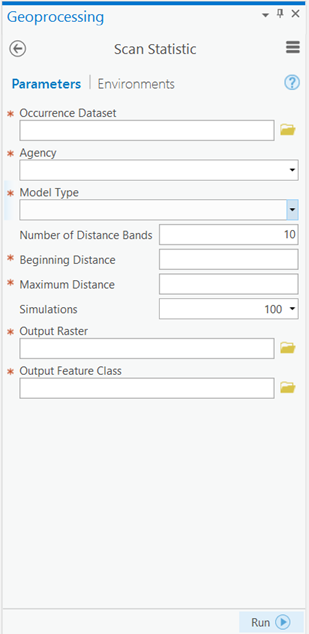 Geoprocessing
Scan Statistic
Parameters | Environments
?
* Occurrence Dataset
* Agency
* Model Type
Number of Distance Bands 10
* Beginning Distance
* Maximum Distance
Simulations 100
* Output Raster
* Output Feature Class
Run